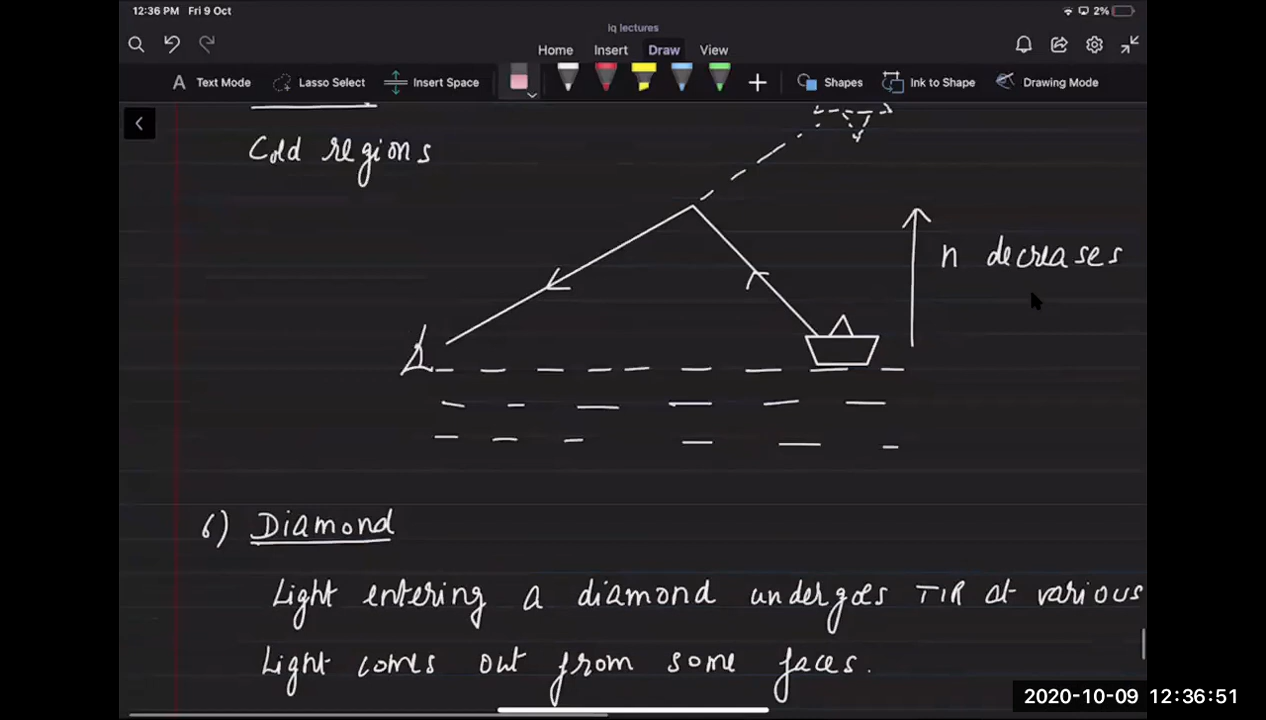 12:36 PM Fri 9 Oct
2%
iq lectures
Home Insert Draw View
Text Mode Lasso Select Insert Space Shapes Ink to Shape Drawing Mode
Cold regions
n decreases
6) Diamond
Light entering a diamond undergoes TIR at various
Light comes out from some faces.
2020-10-09 12:36:51